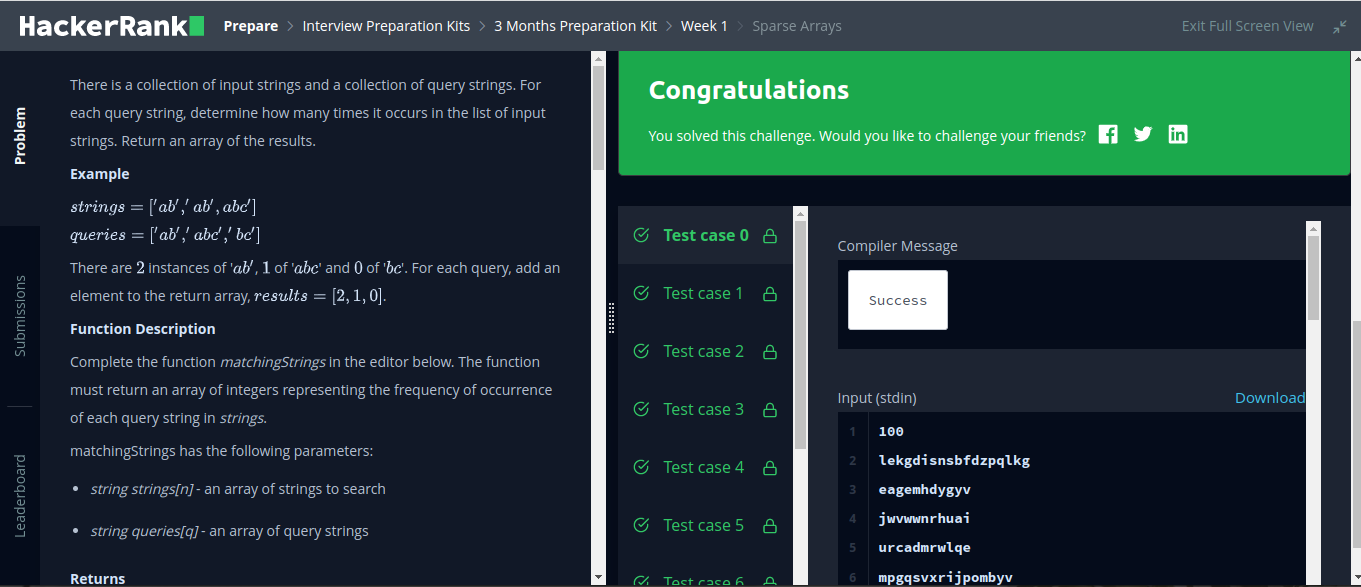 HackerRank Prepare > Interview Preparation Kits > 3 Months Preparation Kit > Week 1 > Sparse Arrays Exit Full Screen View
Problem
Submissions
Leaderboard
There is a collection of input strings and a collection of query strings. For
each query string, determine how many times it occurs in the list of input
strings. Return an array of the results.
Example
strings = ['ab',' ab', abc']
queries = ['ab',' abc',' bc']
There are 2 instances of 'ab', 1 of 'abc' and 0 of 'bc'. For each query, add an
element to the return array, results = [2, 1, 0].
Function Description
Complete the function matchingStrings in the editor below. The function
must return an array of integers representing the frequency of occurrence
of each query string in strings.
matchingStrings has the following parameters:
• string strings[n] - an array of strings to search
• string queries[q] - an array of query strings
Returns
Congratulations
You solved this challenge. Would you like to challenge your friends?
Test case 0
Test case 1
Test case 2
Test case 3
Test case 4
Test case 5
Test case 6
Compiler Message
Success
Input (stdin) Download
1 100
2 lekgdisnsbfdzpqlkg
3 eagemhdygyv
4 jwvwwnrhuai
5 urcadmrwlqe
6 mpgqsvxrijpombyv